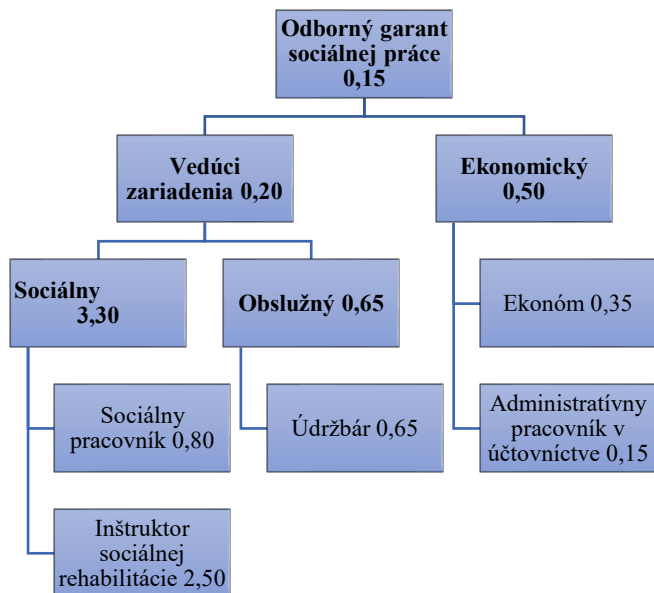 Odborný garant
sociálnej práce
0,15
Vedúci
zariadenia 0,20
Ekonomický
0,50
Sociálny
3,30
Obslužný 0,65
Ekonóm 0,35
Sociálny
pracovník 0,80
Údržbár 0,65
Administratívny
pracovník v
účtovníctve 0,15
Inštruktor
sociálnej
rehabilitácie 2,50